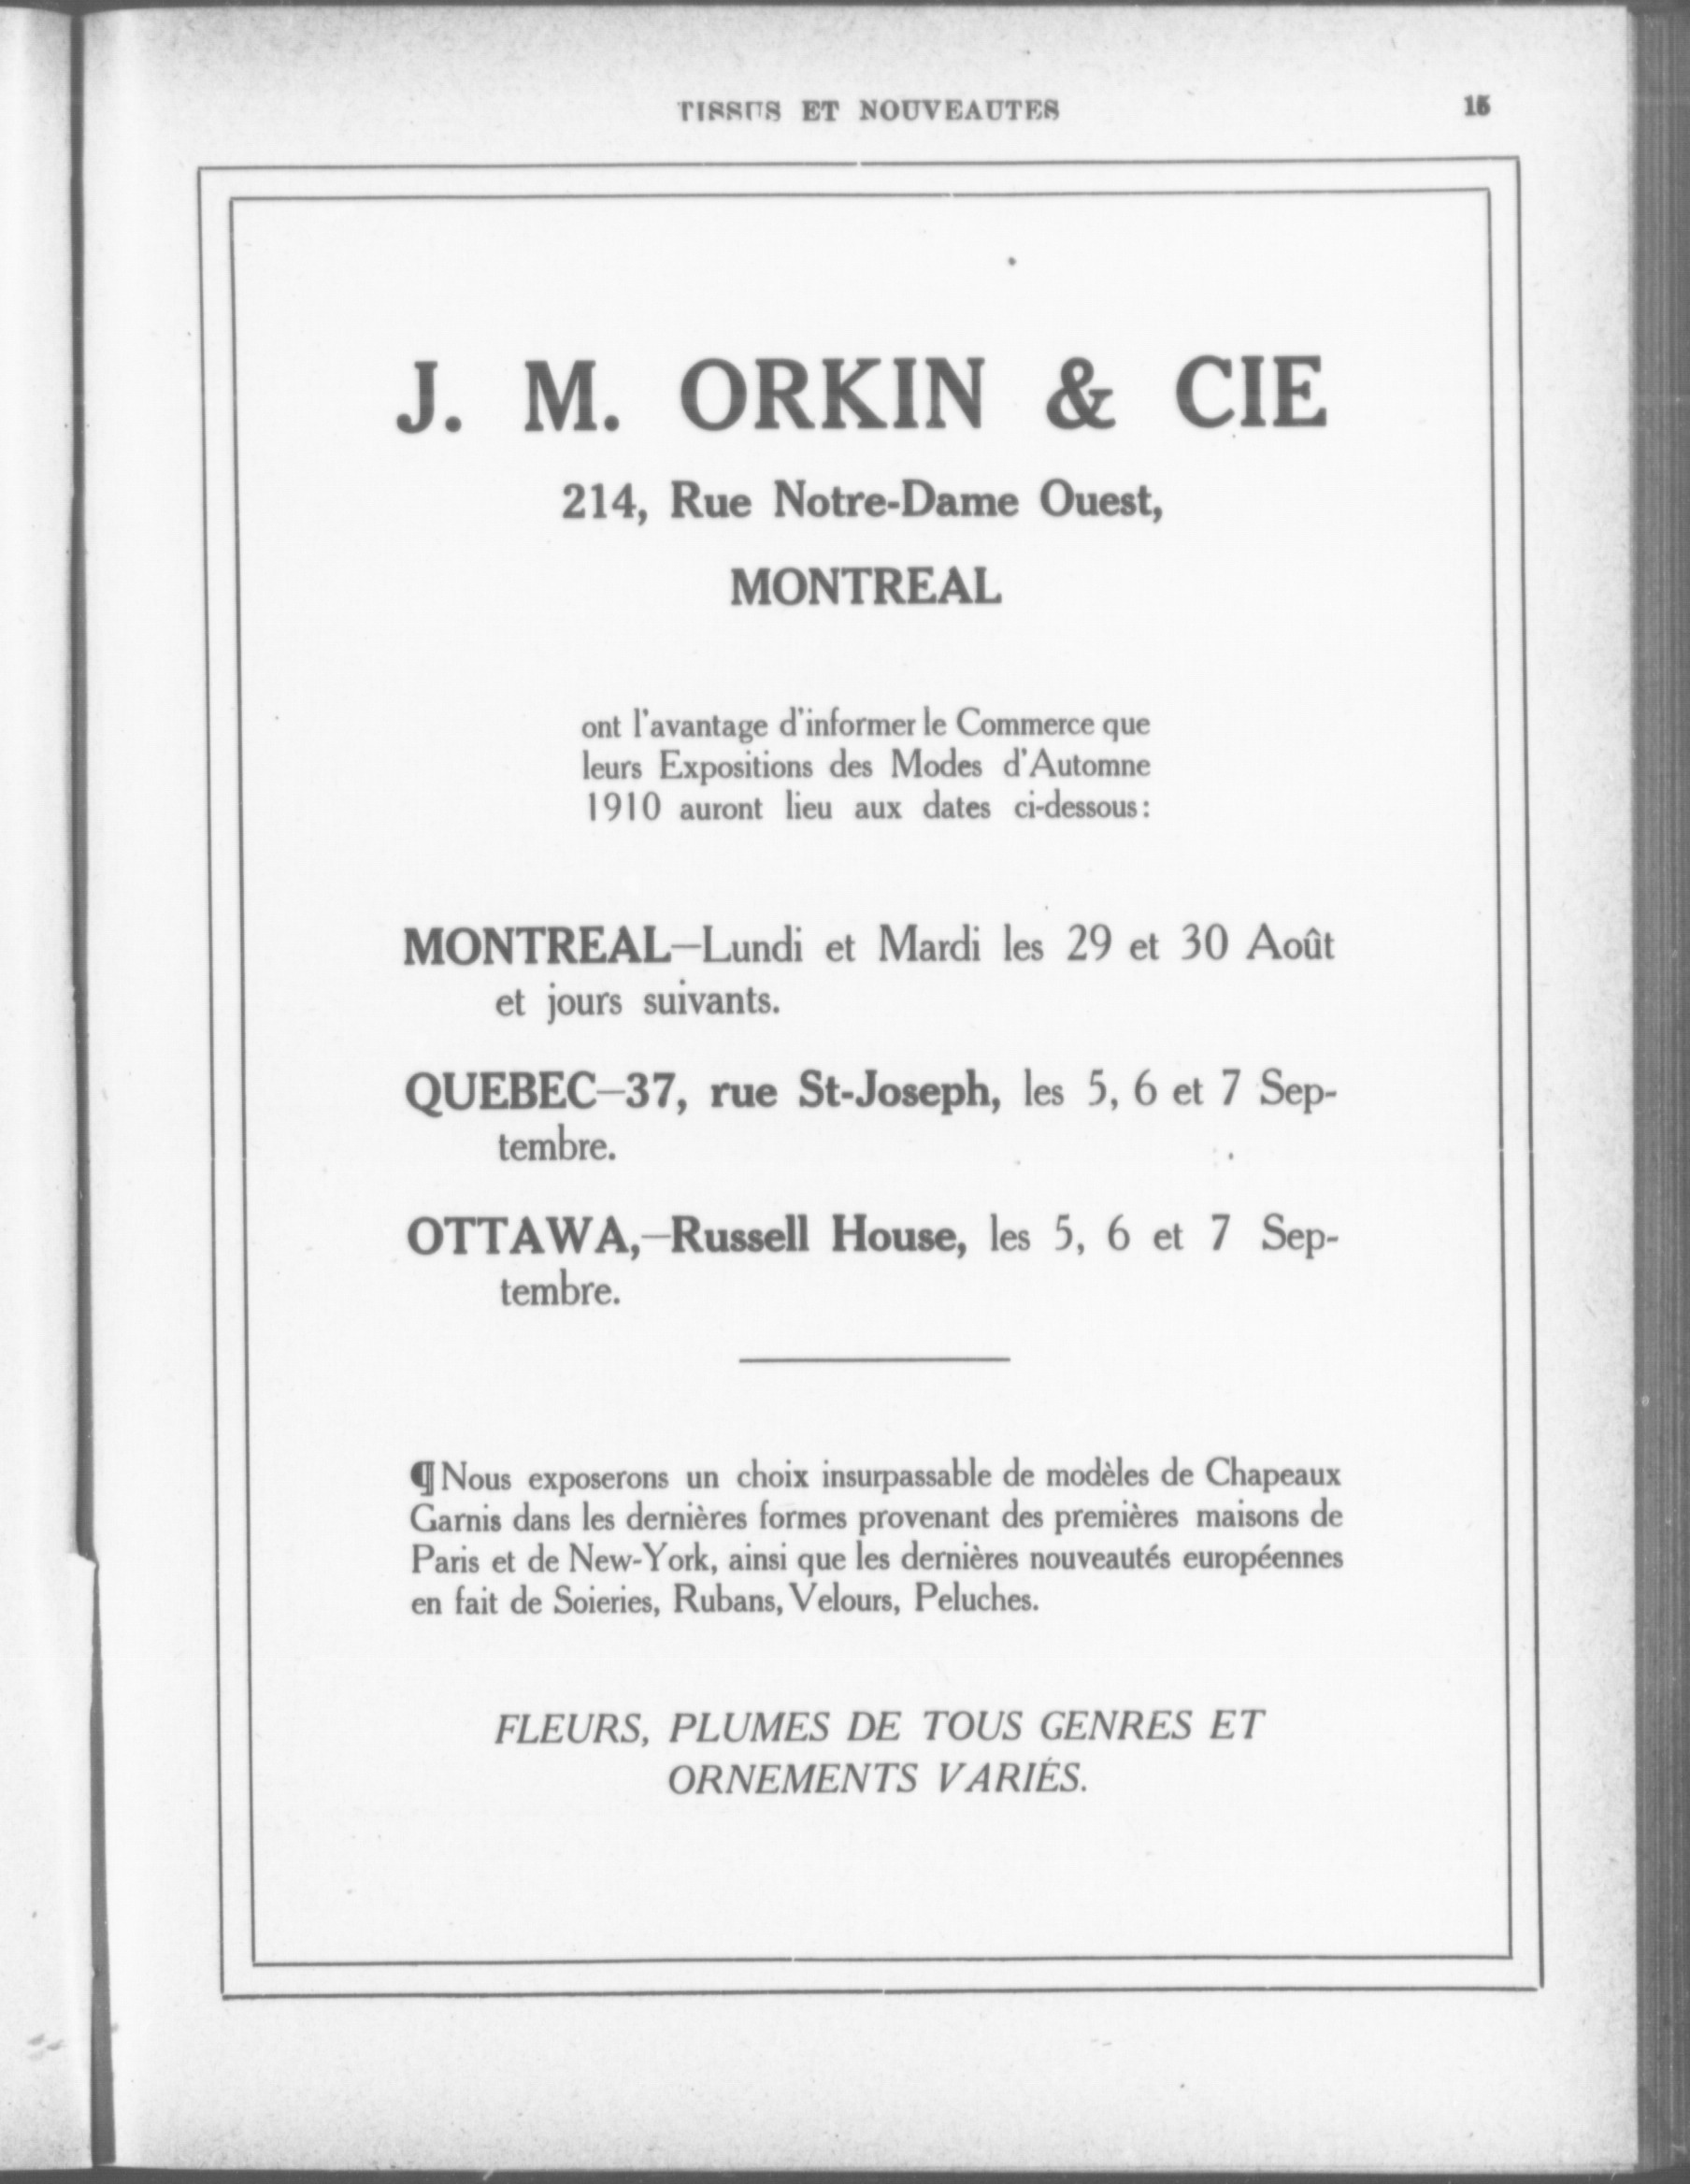 TISSUS ET NOUVEAUTES 15
J. M. ORKIN & CIE
214, Rue Notre-Dame Ouest,
MONTREAL
ont l'avantage d'informer le Commerce que
leurs Expositions des Modes d'Automne
1910 auront lieu aux dates ci-dessous:
MONTREAL—Lundi et Mardi les 29 et 30 Août
et jours suivants.
QUEBEC—37, rue St-Joseph, les 5, 6 et 7 Sep-
tembre.
OTTAWA,—Russell House, les 5, 6 et 7 Sep-
tembre.
¶ Nous exposerons un choix insurpassable de modèles de Chapeaux
Garnis dans les dernières formes provenant des premières maisons de
Paris et de New-York, ainsi que les dernières nouveautés européennes
en fait de Soieries, Rubans, Velours, Peluches.
FLEURS, PLUMES DE TOUS GENRES ET
ORNEMENTS VARIÉS.